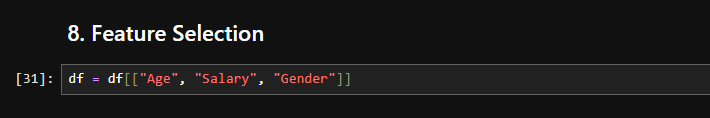 8. Feature Selection
[31]: df = df[["Age", "Salary", "Gender"]]